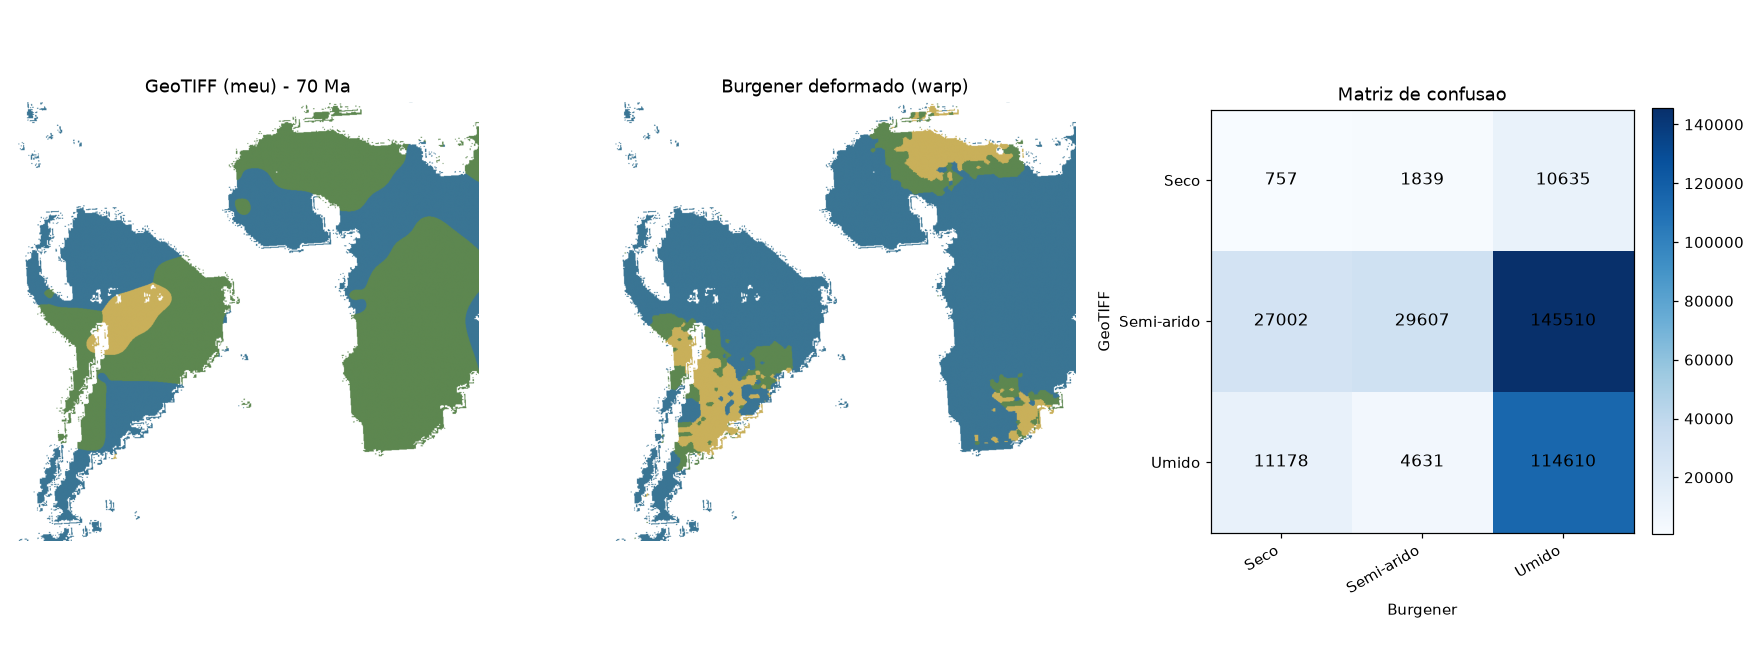 GeoTIFF (meu) - 70 Ma
Burgener deformado (warp)
Matriz de confusao
GeoTIFF
Seco
Semi-arido
Umido
757 1839 10635
27002 29607 145510
11178 4631 114610
Seco Semi-arido Umido
Burgener
140000
120000
100000
80000
60000
40000
20000